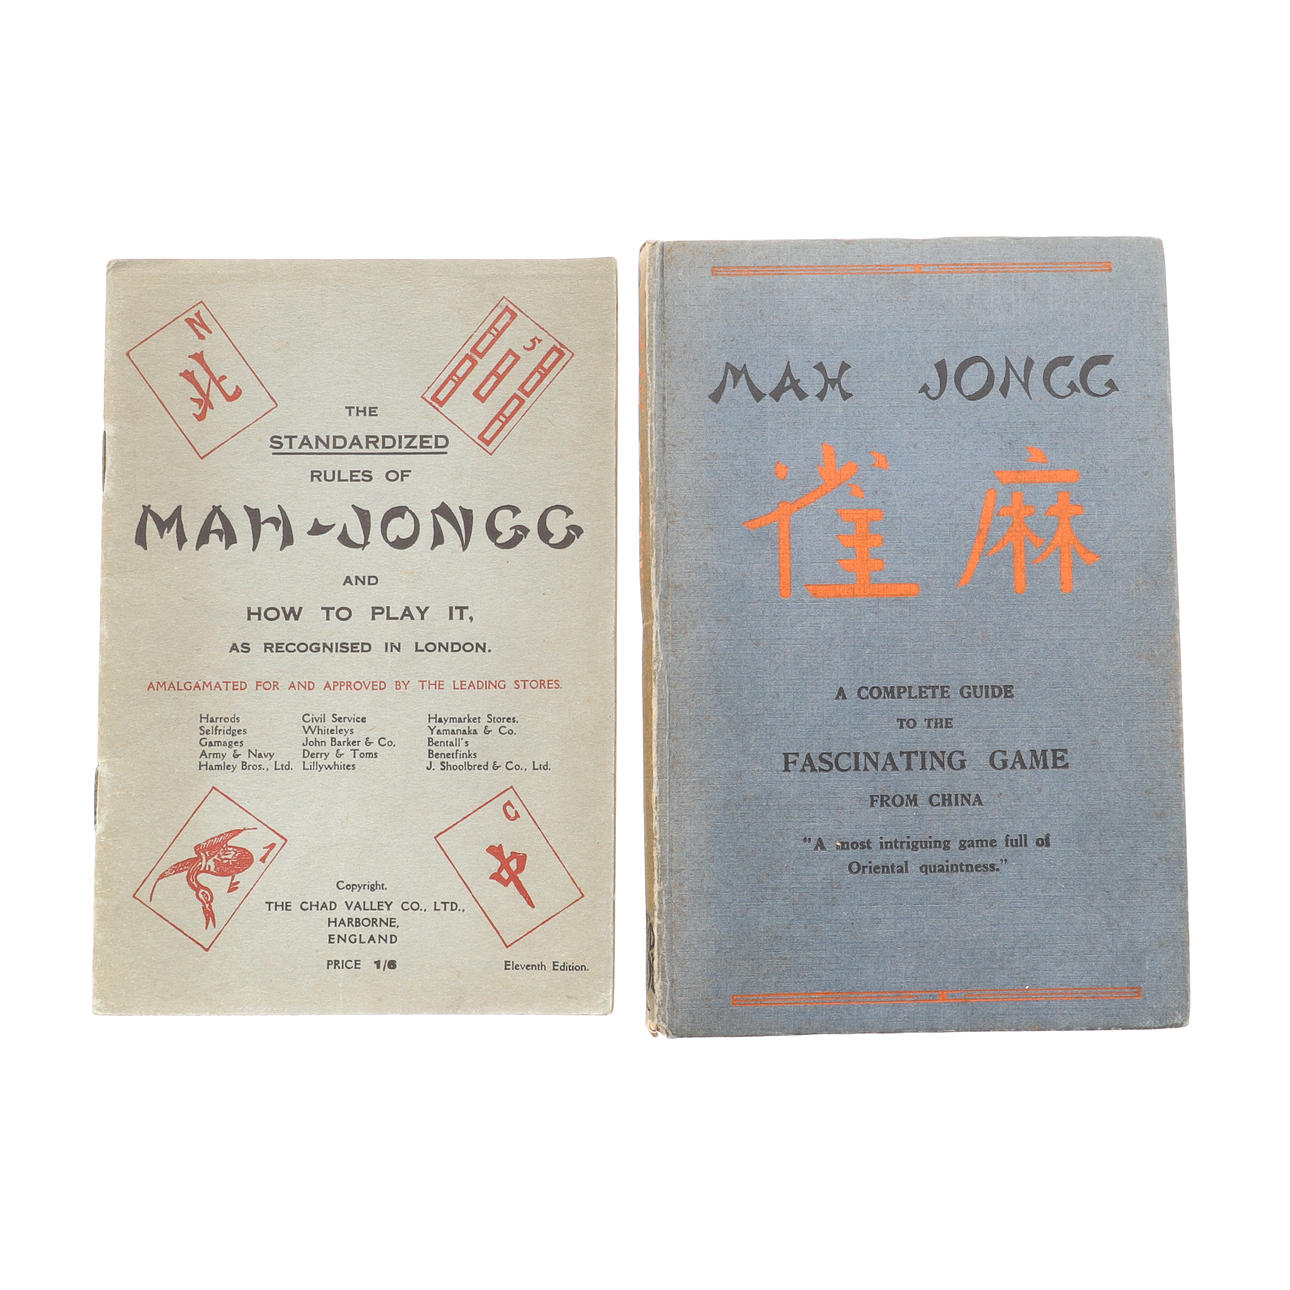 N
北
5
THE
STANDARDIZED
RULES OF
MAH-JONGG
AND
HOW TO PLAY IT,
AS RECOGNISED IN LONDON.
AMALGAMATED FOR AND APPROVED BY THE LEADING STORES.
Harrods Civil Service Haymarket Stores.
Selfridges Whiteleys Yamanaka & Co.
Gamages John Barker & Co. Bentall's
Army & Navy Derry & Toms Benetfinks
Hamley Bros., Ltd. Lillywhites J. Shoolbred & Co., Ltd.
1
C
中
Copyright.
THE CHAD VALLEY CO., LTD.,
HARBORNE,
ENGLAND
PRICE 1/6
Eleventh Edition.
MAH JONGG
雀麻
A COMPLETE GUIDE
TO THE
FASCINATING GAME
FROM CHINA
"A most intriguing game full of
Oriental quaintness."